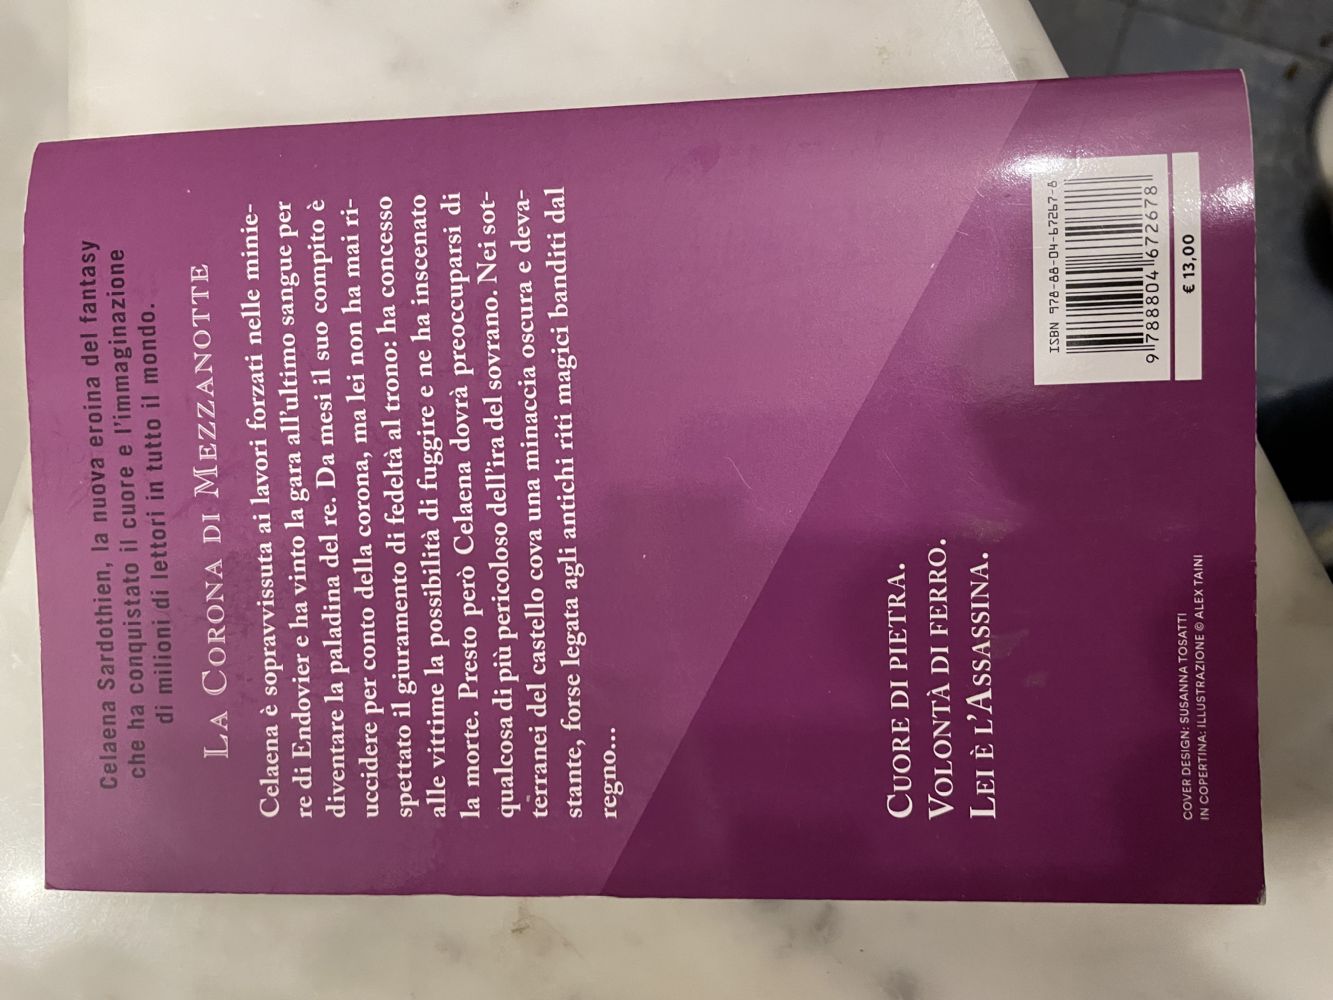 Celaena Sardothien, la nuova eroina del fantasy
che ha conquistato il cuore e l'immaginazione
di milioni di lettori in tutto il mondo.
LA CORONA DI MEZZANOTTE
Celaena è sopravvissuta ai lavori forzati nelle minie-
re di Endovier e ha vinto la gara all'ultimo sangue per
diventare la paladina del re. Da mesi il suo compito è
uccidere per conto della corona, ma lei non ha mai ri-
spettato il giuramento di fedeltà al trono: ha concesso
alle vittime la possibilità di fuggire e ne ha inscenato
la morte. Presto però Celaena dovrà preoccuparsi di
qualcosa di più pericoloso dell'ira del sovrano. Nei sot-
terranei del castello cova una minaccia oscura e deva-
stante, forse legata agli antichi riti magici banditi dal
regno...
CUORE DI PIETRA.
VOLONTÀ DI FERRO.
LEI È L'ASSASSINA.
ISBN 978-88-04-67267-8
9 788804 672678
€ 13,00
COVER DESIGN: SUSANNA TOSATTI
IN COPERTINA: ILLUSTRAZIONE © ALEX TAINI